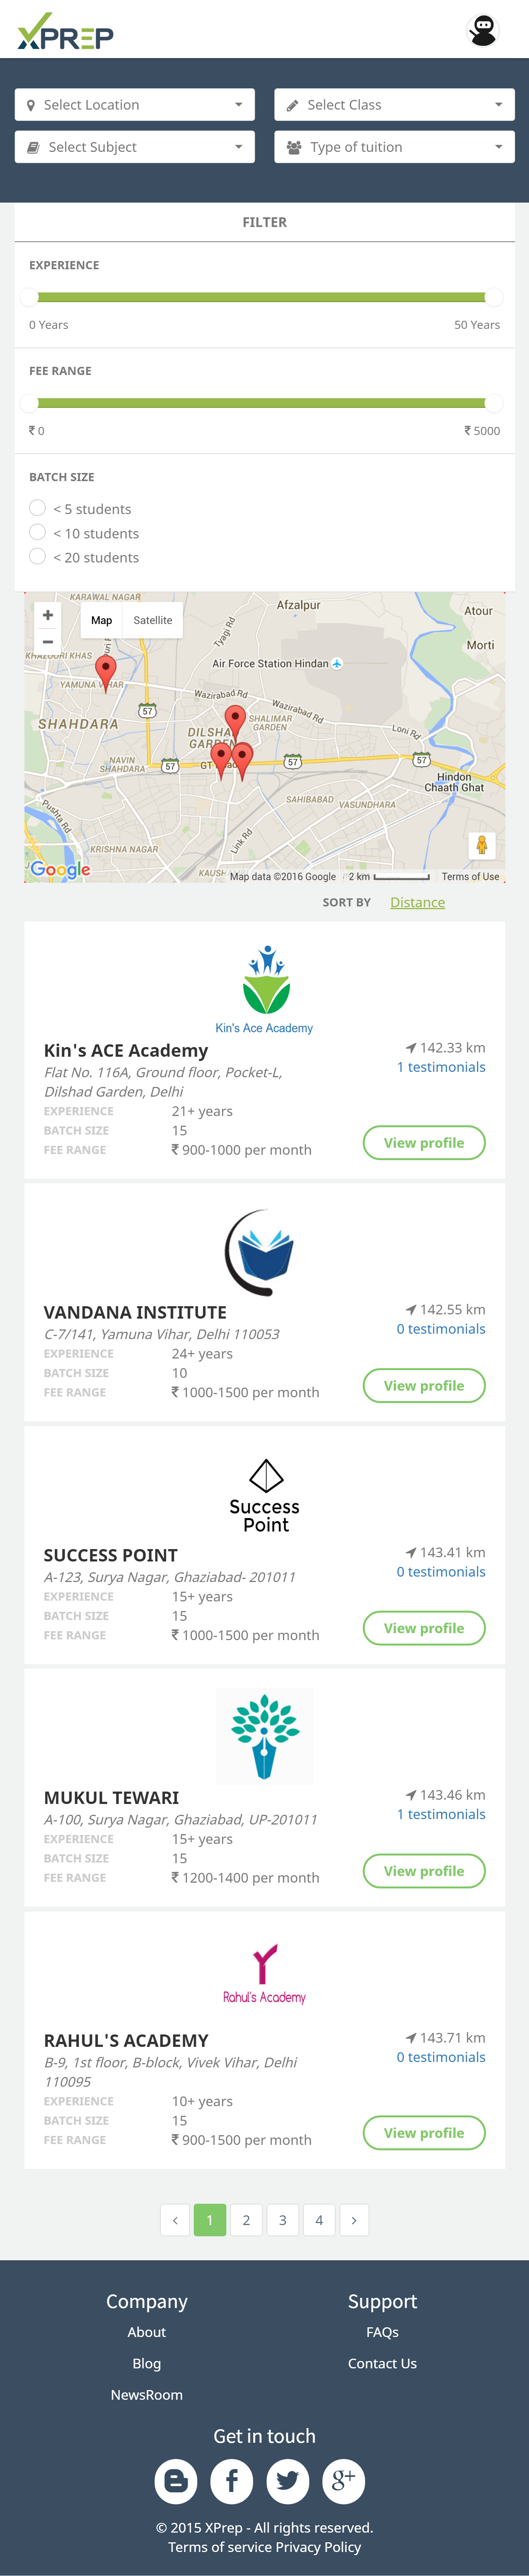 XPREP
Select Location
Select Class
Select Subject
Type of tuition
FILTER
EXPERIENCE
0 Years
50 Years
FEE RANGE
₹ 0
₹ 5000
BATCH SIZE
< 5 students
< 10 students
< 20 students
KARAWAL NAGAR
Map
Satellite
Afzalpur
Atour
Tyagi Rd
Morti
KHAZOORI KHAS
Air Force Station Hindan
YAMUNA VIHAR
Wazirabad Rd
Wazirabad Rd
57
SHALIMAR
GARDEN
SHAHDARA
DILSHAD
GARDEN
Loni Rd
NAVIN
SHAHDARA
57
57
57
Hindon
Chaath Ghat
SAHIBABAD
VASUNDHARA
Pushta Rd
Link Rd
KRISHNA NAGAR
Google
Map data ©2016 Google
2 km
Terms of Use
SORT BY
Distance
Kin's Ace Academy
Kin's ACE Academy
142.33 km
Flat No. 116A, Ground floor, Pocket-L,
Dilshad Garden, Delhi
1 testimonials
EXPERIENCE 21+ years
BATCH SIZE 15
FEE RANGE ₹ 900-1000 per month
View profile
VANDANA INSTITUTE
142.55 km
C-7/141, Yamuna Vihar, Delhi 110053
0 testimonials
EXPERIENCE 24+ years
BATCH SIZE 10
FEE RANGE ₹ 1000-1500 per month
View profile
Success
Point
SUCCESS POINT
143.41 km
A-123, Surya Nagar, Ghaziabad- 201011
0 testimonials
EXPERIENCE 15+ years
BATCH SIZE 15
FEE RANGE ₹ 1000-1500 per month
View profile
MUKUL TEWARI
143.46 km
A-100, Surya Nagar, Ghaziabad, UP-201011
1 testimonials
EXPERIENCE 15+ years
BATCH SIZE 15
FEE RANGE ₹ 1200-1400 per month
View profile
Rahul's Academy
RAHUL'S ACADEMY
143.71 km
B-9, 1st floor, B-block, Vivek Vihar, Delhi
110095
0 testimonials
EXPERIENCE 10+ years
BATCH SIZE 15
FEE RANGE ₹ 900-1500 per month
View profile
‹ 1 2 3 4 ›
Company
Support
About
FAQs
Blog
Contact Us
NewsRoom
Get in touch
© 2015 XPrep - All rights reserved.
Terms of service Privacy Policy